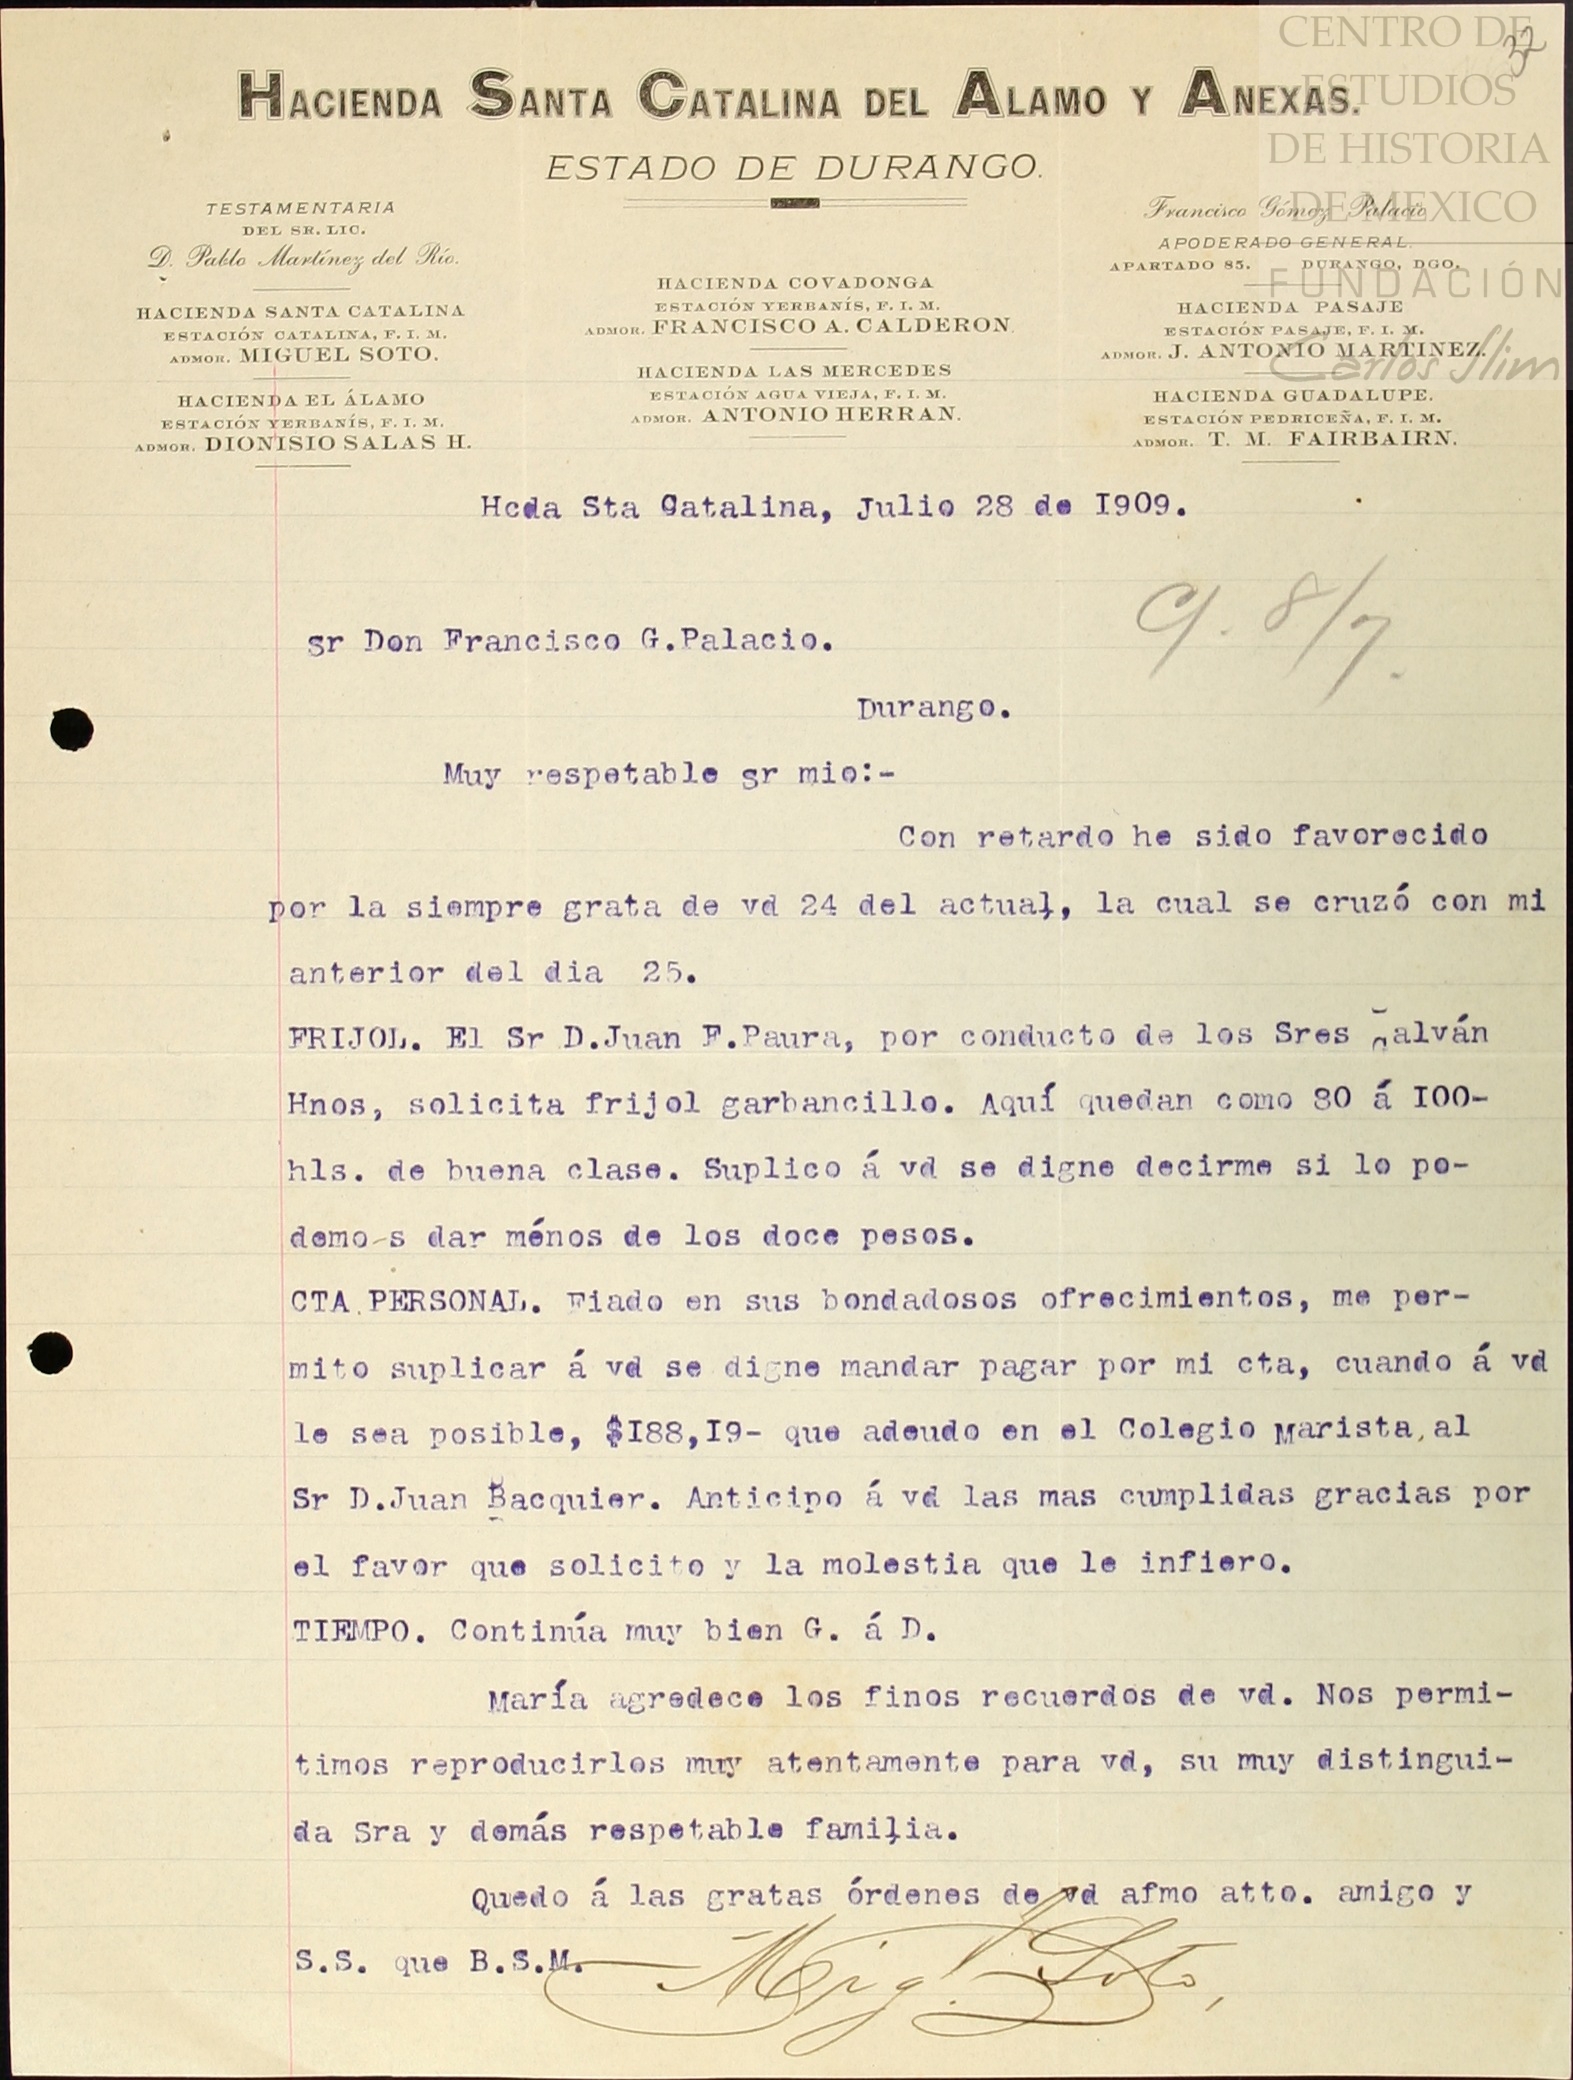 CENTRO DE
ESTUDIOS
DE HISTORIA
DE MEXICO
FUNDACIÓN
Carlos Slim
32
HACIENDA SANTA CATALINA DEL ALAMO Y ANEXAS.
ESTADO DE DURANGO.
TESTAMENTARIA
DEL SR. LIC.
D. Pablo Martínez del Río.
HACIENDA SANTA CATALINA
ESTACIÓN CATALINA, F. I. M.
ADMOR. MIGUEL SOTO.
HACIENDA EL ÁLAMO
ESTACIÓN YERBANÍS, F. I. M.
ADMOR. DIONISIO SALAS H.
HACIENDA COVADONGA
ESTACIÓN YERBANÍS, F. I. M.
ADMOR. FRANCISCO A. CALDERON.
HACIENDA LAS MERCEDES
ESTACIÓN AGUA VIEJA, F. I. M.
ADMOR. ANTONIO HERRAN.
Francisco Gómez Palacio
APODERADO GENERAL.
APARTADO 85. DURANGO, DGO.
HACIENDA PASAJE
ESTACIÓN PASAJE, F. I. M.
ADMOR. J. ANTONIO MARTINEZ.
HACIENDA GUADALUPE.
ESTACIÓN PEDRICEÑA, F. I. M.
ADMOR. T. M. FAIRBAIRN.
Hcda Sta Catalina, Julio 28 de I909.
C/. 8/7.
sr Don Francisco G.Palacio.
Durango.
Muy respetable sr mio:-
Con retardo he sido favorecido
por la siempre grata de vd 24 del actual, la cual se cruzó con mi
anterior del dia 25.
FRIJOL. El Sr D.Juan F.Paura, por conducto de los Sres Galván
Hnos, solicita frijol garbancillo. Aquí quedan como 80 á I00-
hls. de buena clase. Suplico á vd se digne decirme si lo po-
demo-s dar ménos de los doce pesos.
CTA PERSONAL. Fiado en sus bondadosos ofrecimientos, me per-
mito suplicar á vd se digne mandar pagar por mi cta, cuando á vd
le sea posible, $I88,I9- que adeudo en el Colegio Marista, al
Sr D.Juan Bacquier. Anticipo á vd las mas cumplidas gracias por
el favor que solicito y la molestia que le infiero.
TIEMPO. Continúa muy bien G. á D.
María agredece los finos recuerdos de vd. Nos permi-
timos reproducirlos muy atentamente para vd, su muy distingui-
da Sra y demás respetable familia.
Quedo á las gratas órdenes de vd afmo atto. amigo y
S.S. que B.S.M.
Migl. Soto,